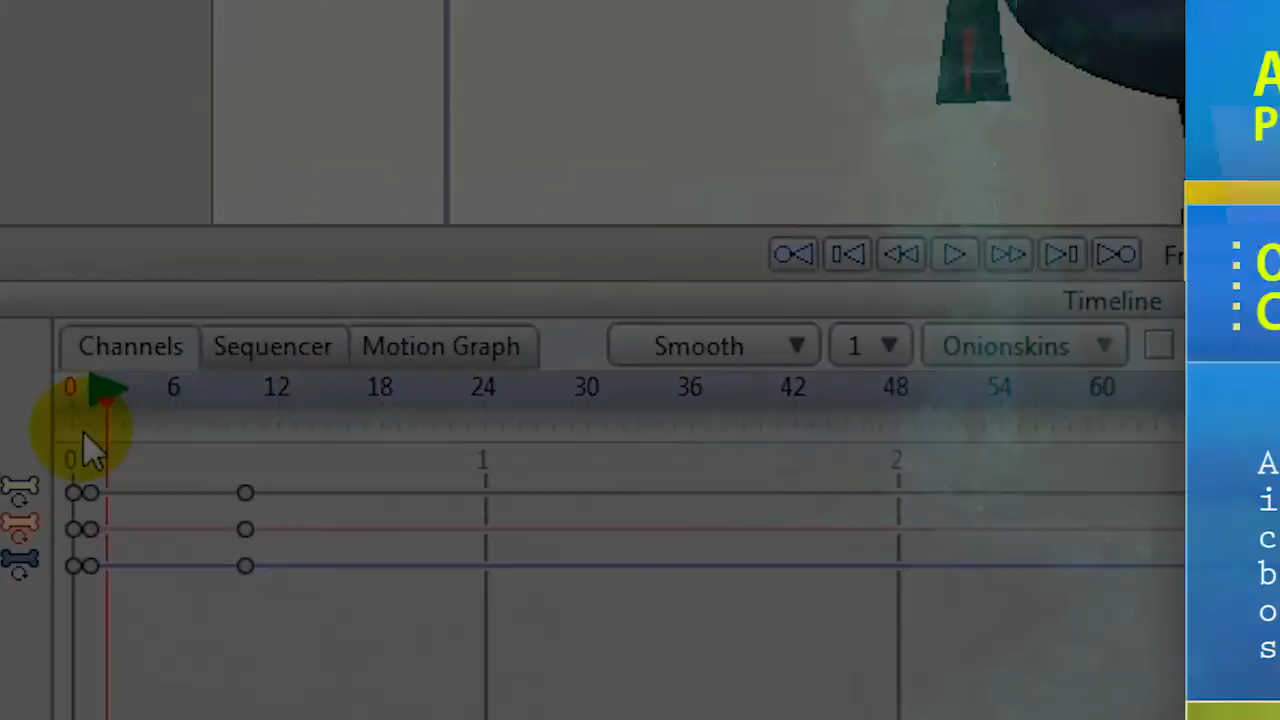 A
P
Fr
Timeline
Channels Sequencer Motion Graph Smooth 1 Onionskins
0 6 12 18 24 30 36 42 48 54 60
0 1 2
A
i
c
b
o
s